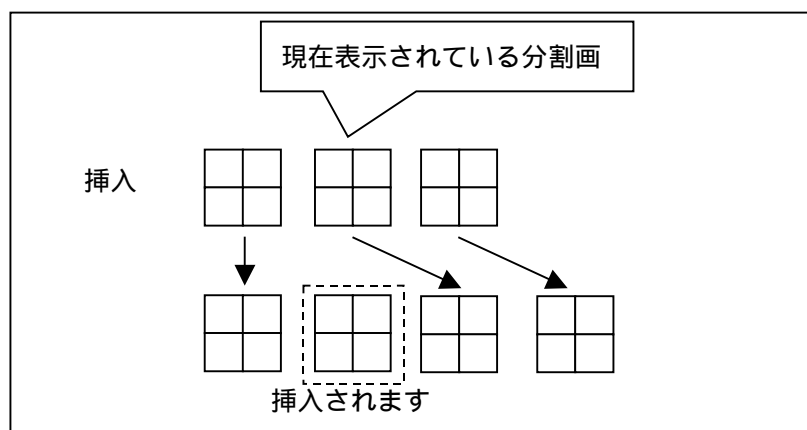 現在表示されている分割画
挿入
挿入されます